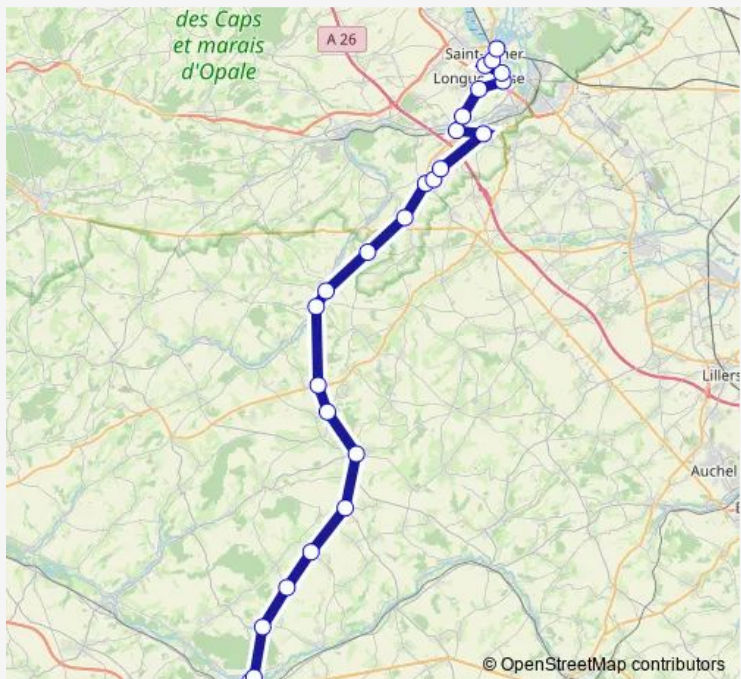 des Caps
et marais
d'Opale
A 26
Lillers
Auchel
© OpenStreetMap contributors